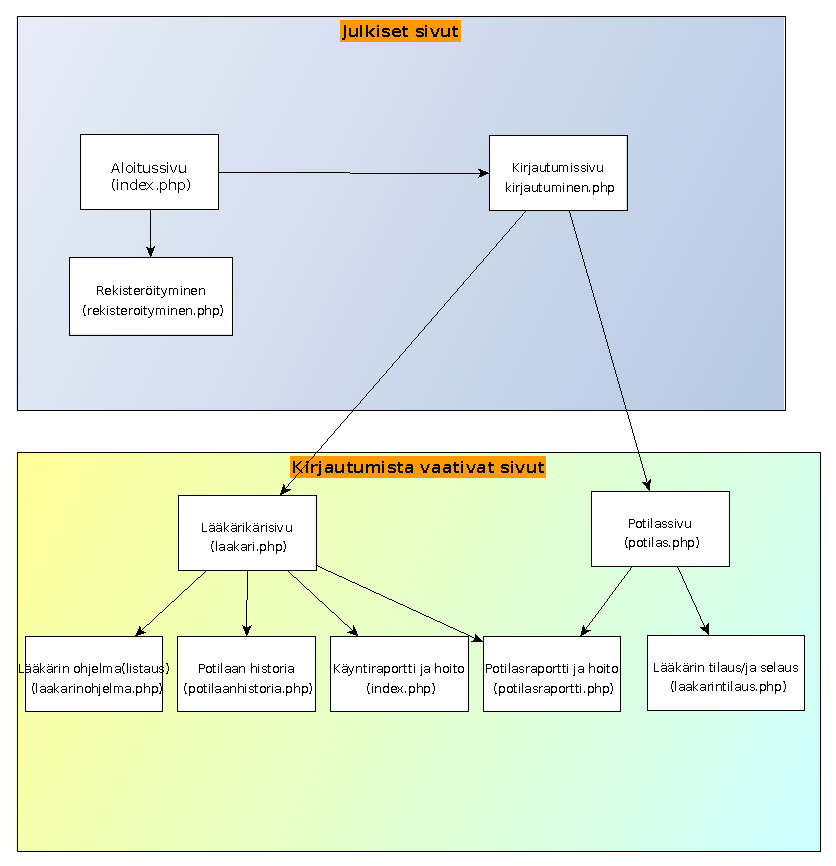 Julkiset sivut
Aloitussivu
(index.php)
Kirjautumissivu
kirjautuminen.php
Rekisteröityminen
(rekisteroityminen.php)
Kirjautumista vaativat sivut
Lääkärikärisivu
(laakari.php)
Potilassivu
(potilas.php)
Lääkärin ohjelma(listaus)
(laakarinohjelma.php)
Potilaan historia
(potilaanhistoria.php)
Käyntiraportti ja hoito
(index.php)
Potilasraportti ja hoito
(potilasraportti.php)
Lääkärin tilaus/ja selaus
(laakarintilaus.php)